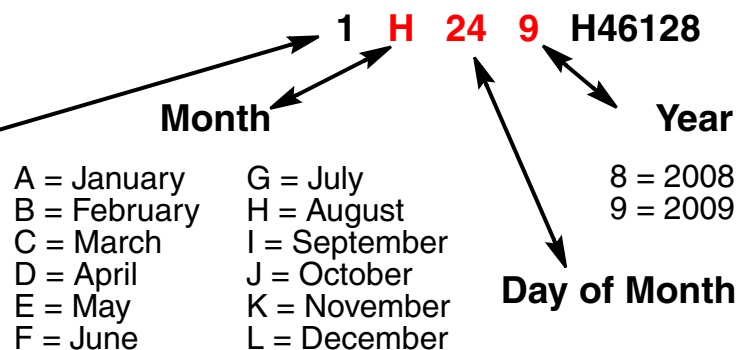 1 H 24 9 H46128
Month
Year
A = January
B = February
C = March
D = April
E = May
F = June
G = July
H = August
I = September
J = October
K = November
L = December
8 = 2008
9 = 2009
Day of Month